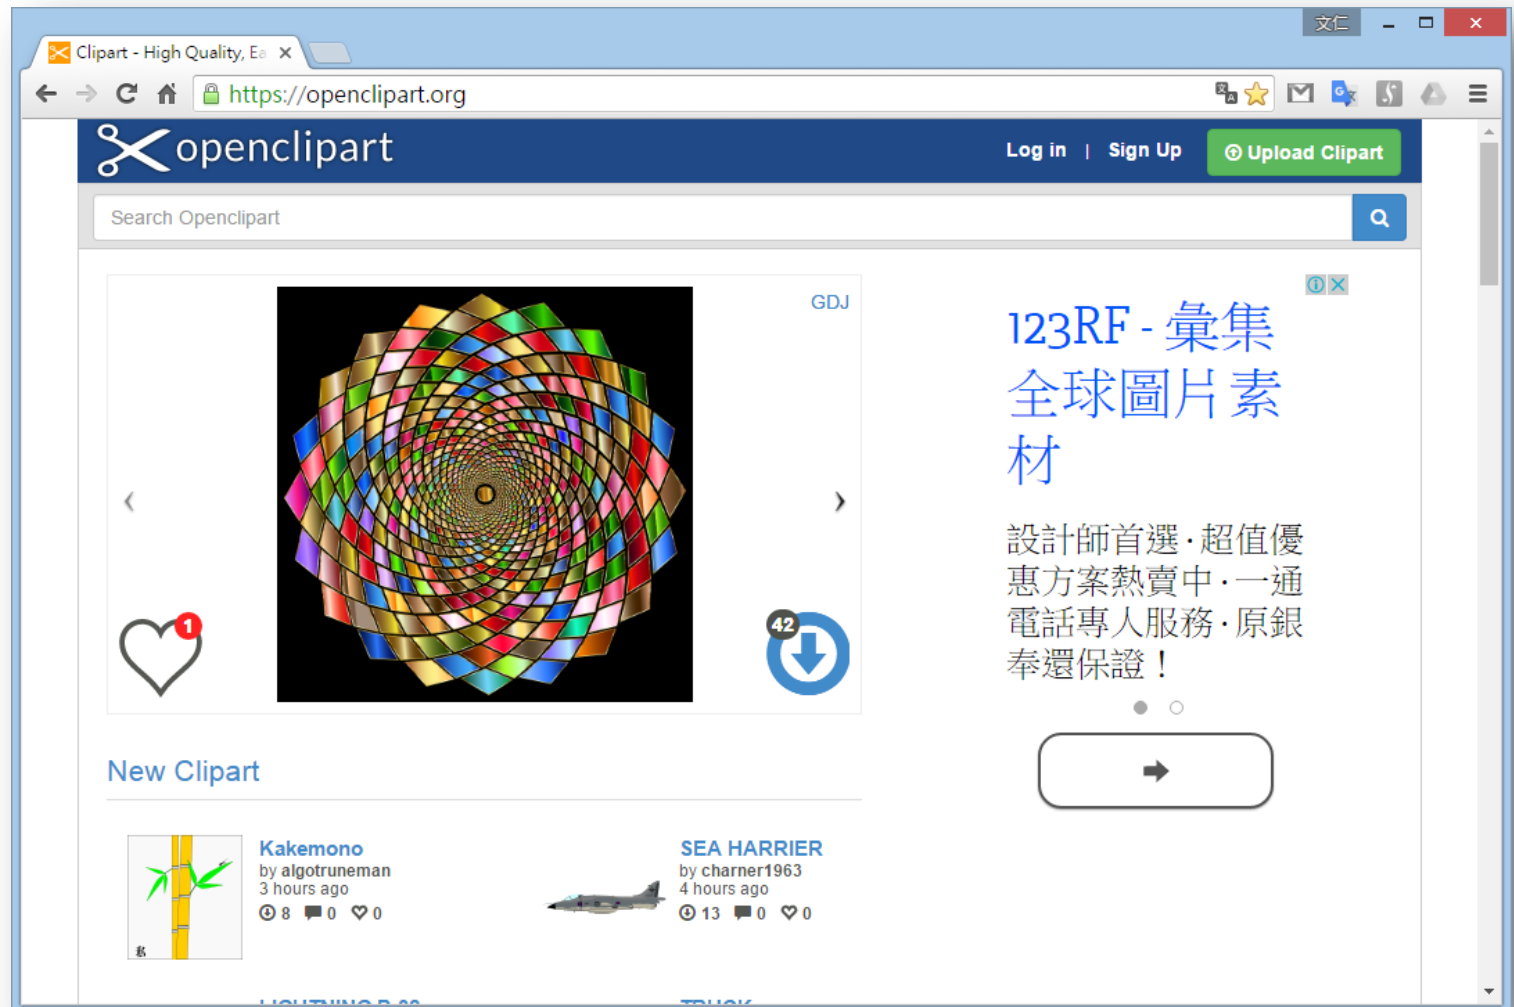 文仁
Clipart - High Quality, Ea
https://openclipart.org
openclipart
Log in | Sign Up
Upload Clipart
Search Openclipart
GDJ
1
42
123RF - 彙集
全球圖片素
材
設計師首選·超值優
惠方案熱賣中·一通
電話專人服務·原銀
奉還保證！
New Clipart
Kakemono
by algotruneman
3 hours ago
8 0 0
SEA HARRIER
by charner1963
4 hours ago
13 0 0
TRUCK